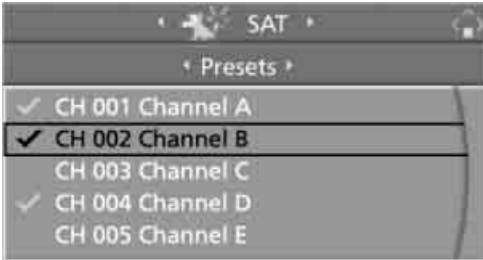 SAT
Presets
CH 001 Channel A
CH 002 Channel B
CH 003 Channel C
CH 004 Channel D
CH 005 Channel E